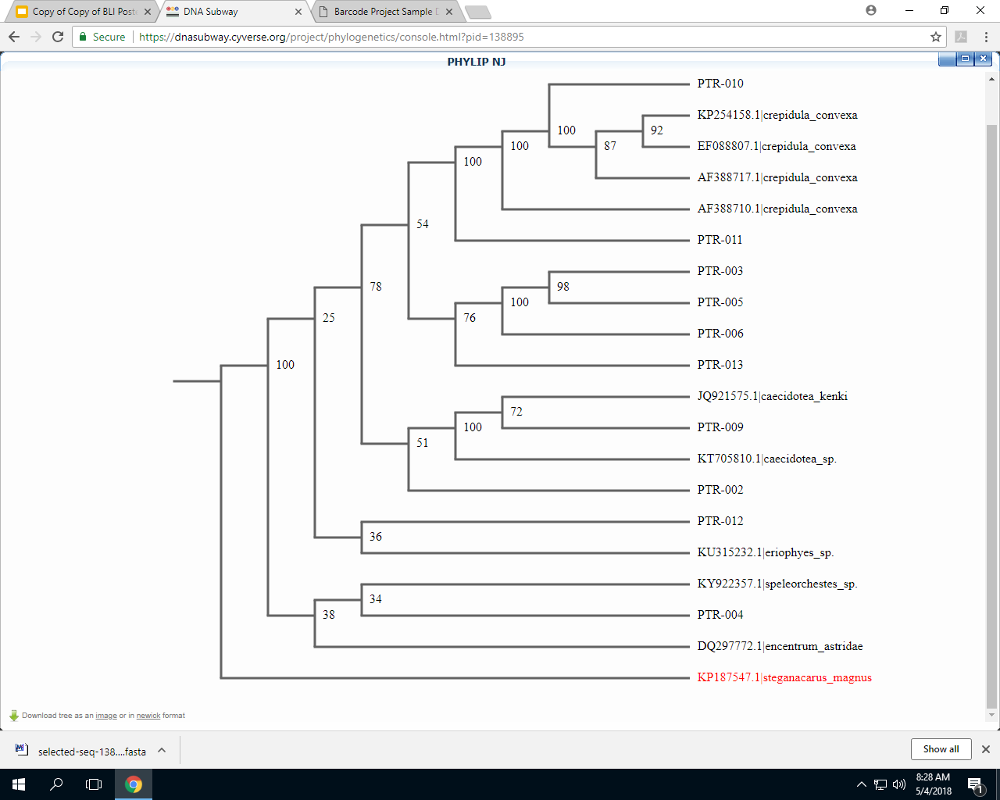 Copy of Copy of BLI Poste
DNA Subway
Barcode Project Sample D
Secure
https://dnasubway.cyverse.org/project/phylogenetics/console.html?pid=138895
PHYLIP NJ
PTR-010
KP254158.1|crepidula_convexa
100
92
EF088807.1|crepidula_convexa
100
87
100
AF388717.1|crepidula_convexa
AF388710.1|crepidula_convexa
54
PTR-011
PTR-003
78
98
PTR-005
100
25
76
PTR-006
100
PTR-013
JQ921575.1|caecidotea_kenki
72
100
PTR-009
51
KT705810.1|caecidotea_sp.
PTR-002
PTR-012
36
KU315232.1|eriophyes_sp.
KY922357.1|speleorchestes_sp.
34
38
PTR-004
DQ297772.1|encentrum_astridae
KP187547.1|steganacarus_magnus
Download tree as an image or in newick format
selected-seq-138....fasta
Show all
8:28 AM
5/4/2018
1